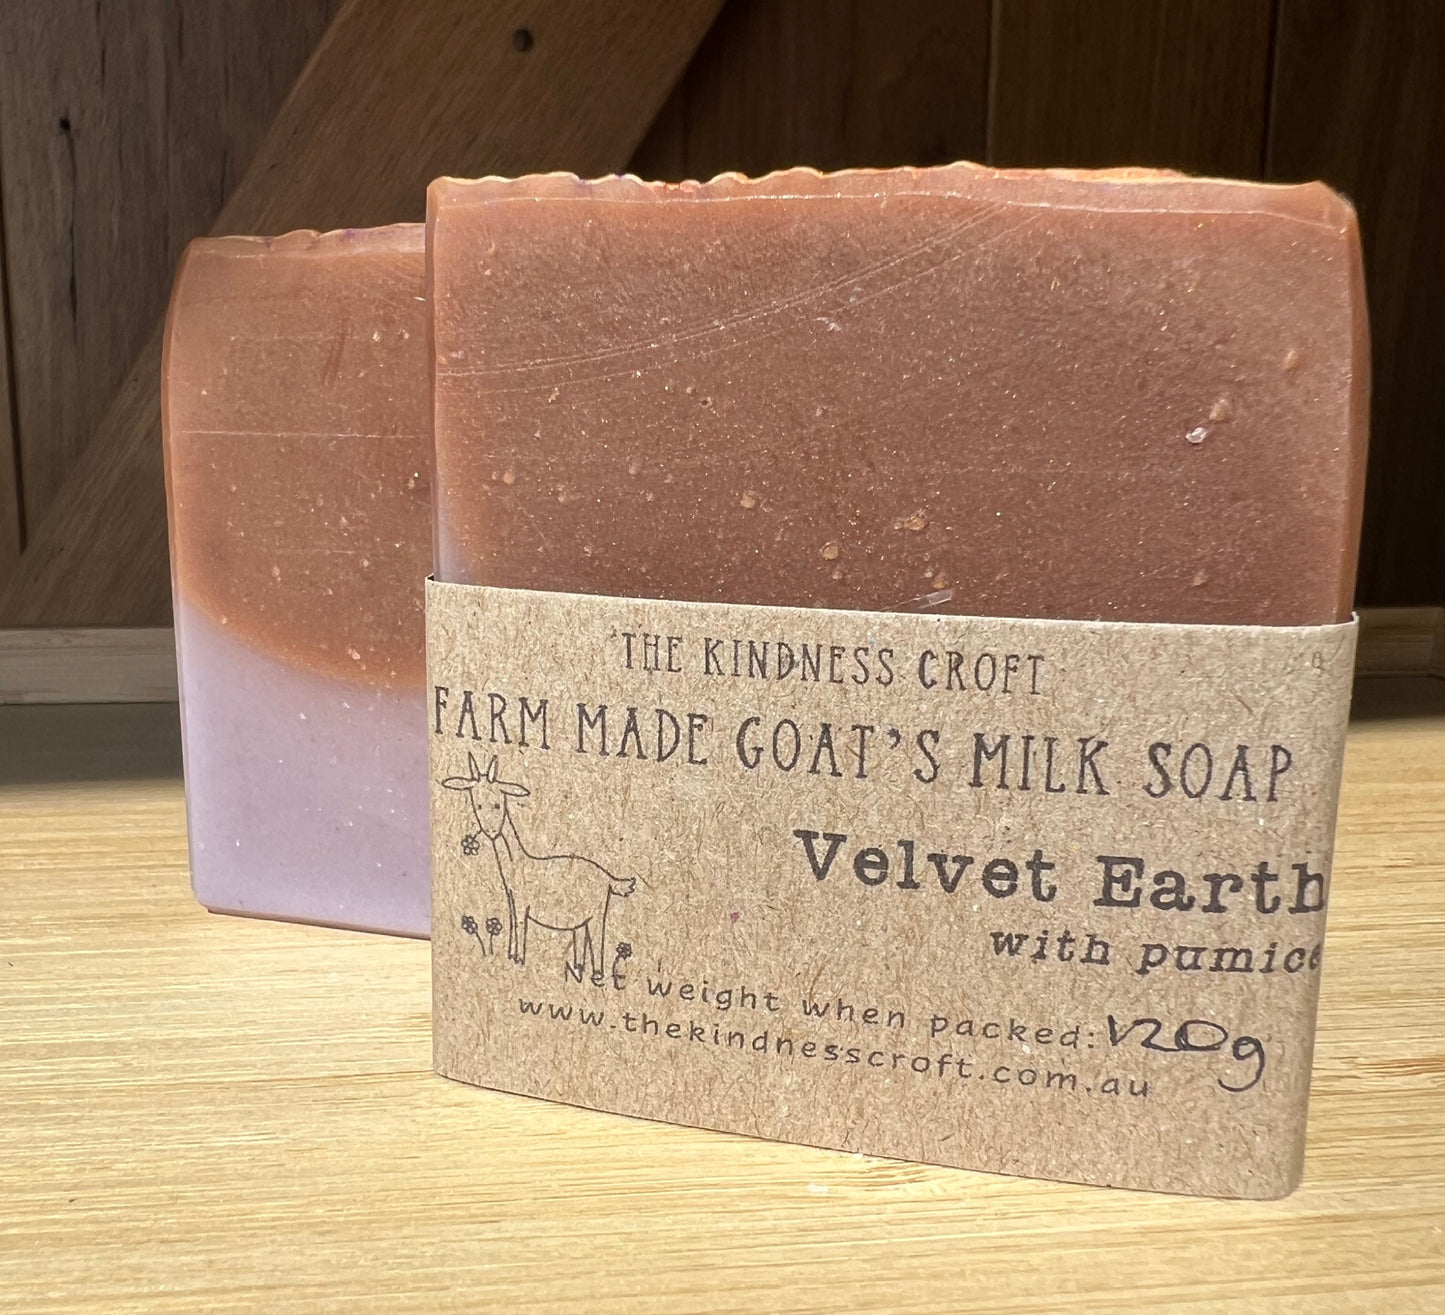 THE KINDNESS CROFT
FARM MADE GOAT'S MILK SOAP
Velvet Earth
with pumice
Net weight when packed: 120g
www.thekindnesscroft.com.au